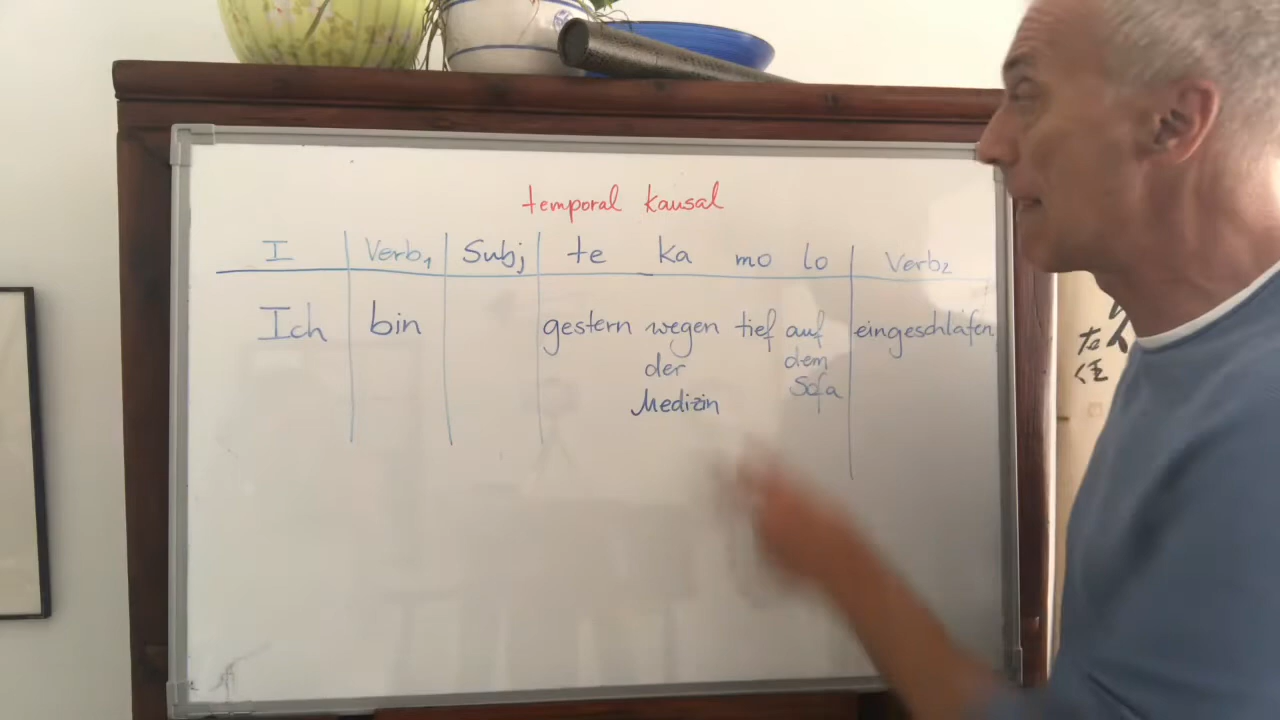 temporal kausal
I Verb₁ Subj te ka mo lo Verb₂
Ich bin gestern wegen tief auf eingeschlafen
der dem
Medizin Sofa